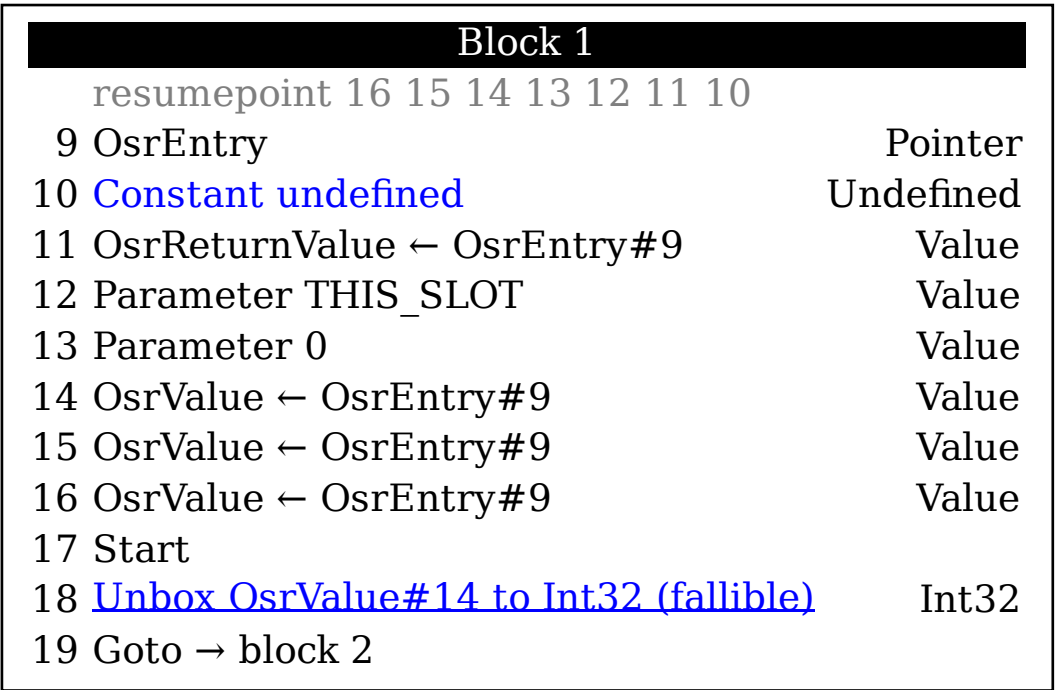 Block 1
resumepoint 16 15 14 13 12 11 10
9 OsrEntry Pointer
10 Constant undefined Undefined
11 OsrReturnValue ← OsrEntry#9 Value
12 Parameter THIS_SLOT Value
13 Parameter 0 Value
14 OsrValue ← OsrEntry#9 Value
15 OsrValue ← OsrEntry#9 Value
16 OsrValue ← OsrEntry#9 Value
17 Start
18 Unbox OsrValue#14 to Int32 (fallible) Int32
19 Goto → block 2